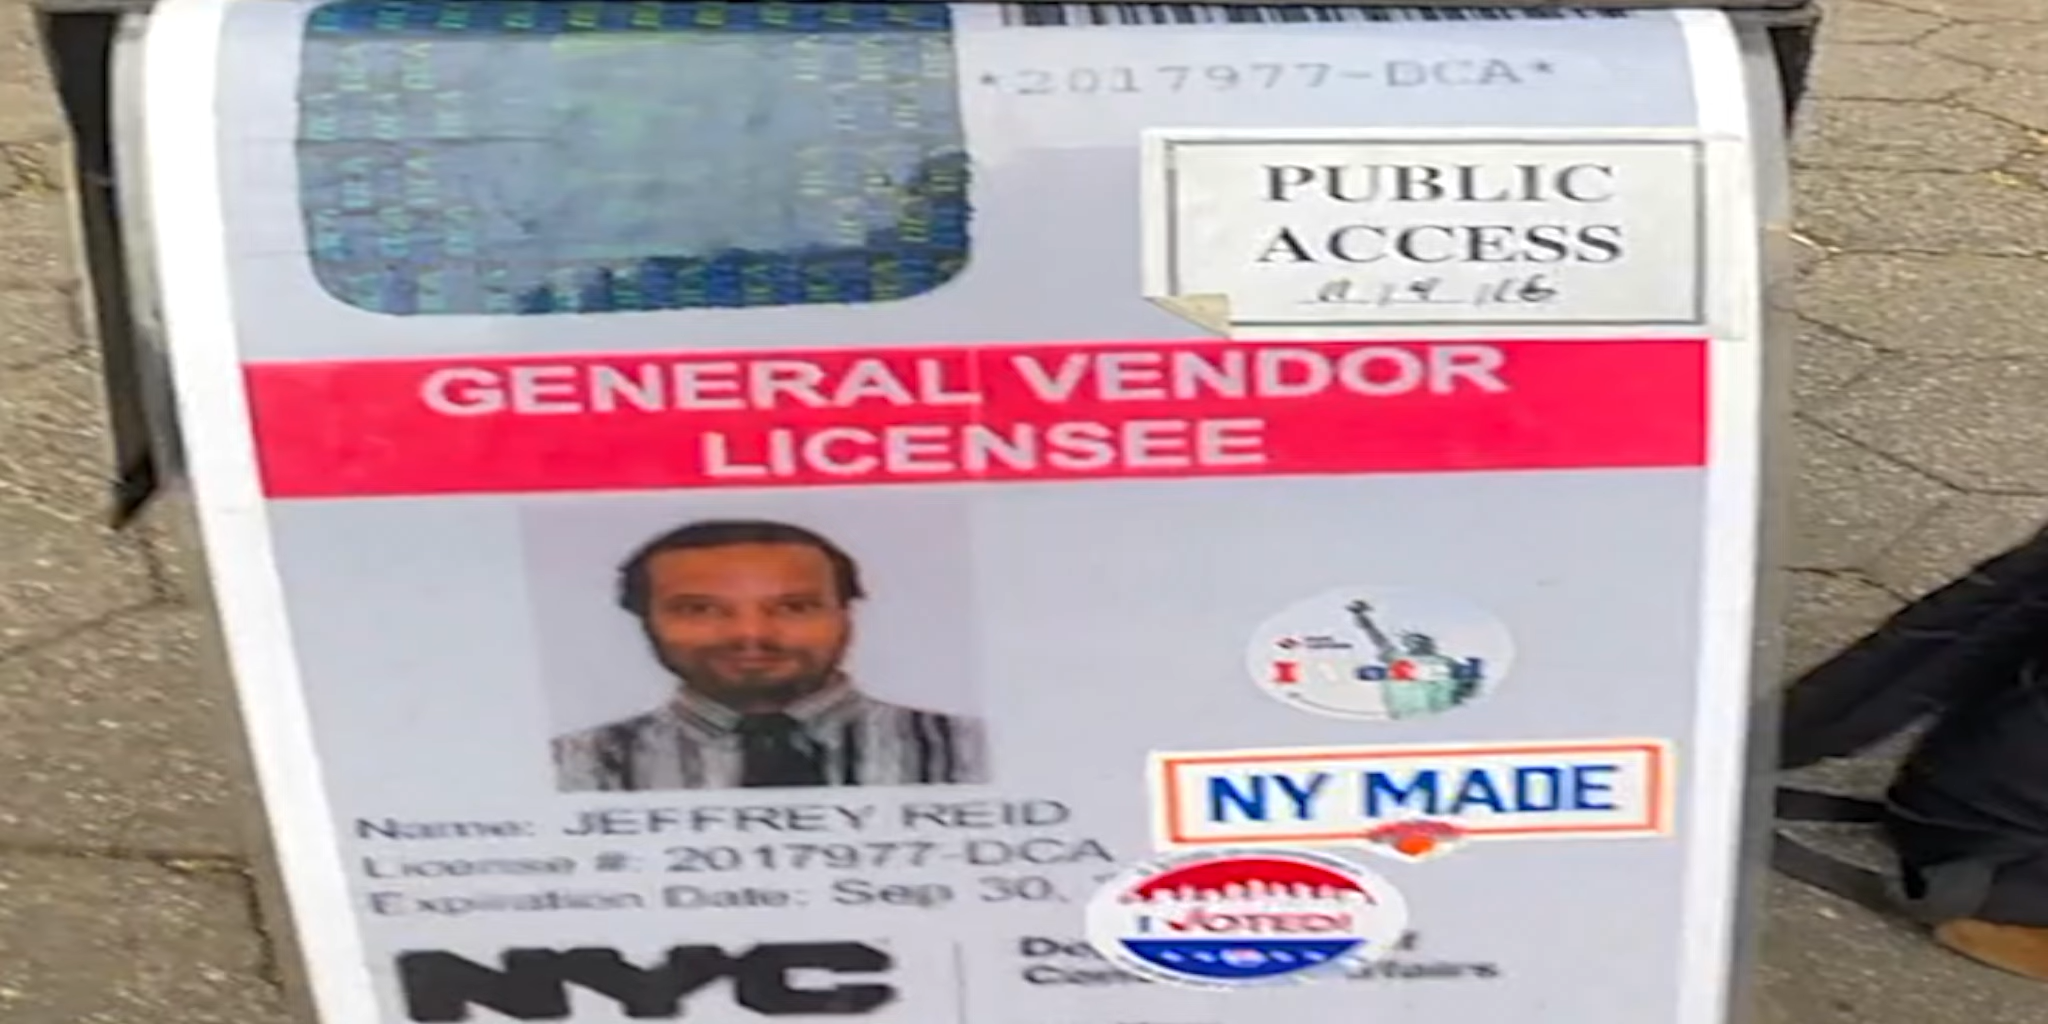 *2017977-DCA*
PUBLIC
ACCESS
GENERAL VENDOR
LICENSEE
I Voted
NY MADE
Name: JEFFREY REID
License #: 2017977-DCA
Expiration Date: Sep 30,
I VOTED!
NYC